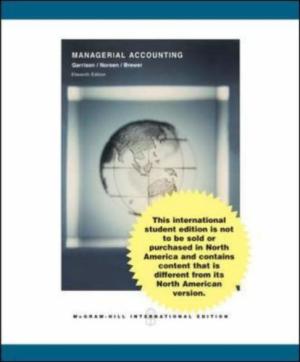 MANAGERIAL ACCOUNTING
Garrison / Noreen / Brewer
Eleventh Edition
This international
student edition is not
to be sold or
purchased in North
America and contains
content that is
different from its
North American
version.
McGRAW-HILL INTERNATIONAL EDITION